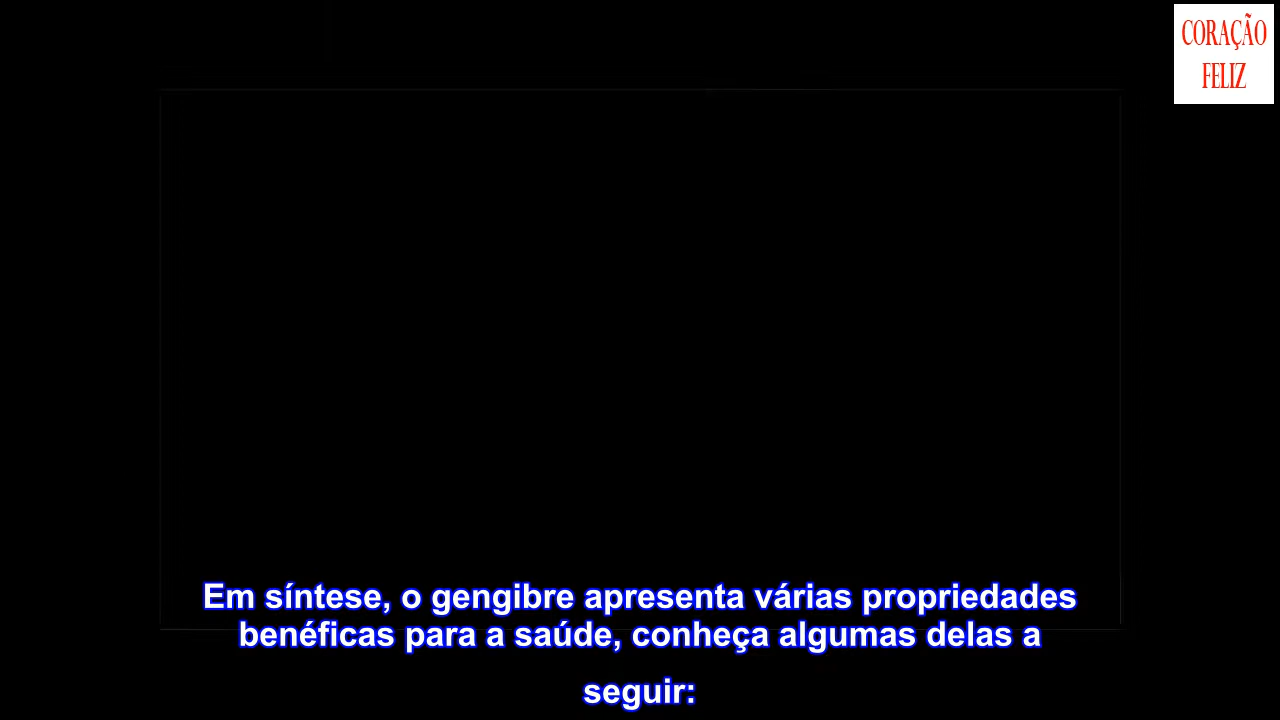 CORAÇÃO
FELIZ
Em síntese, o gengibre apresenta várias propriedades
benéficas para a saúde, conheça algumas delas a
seguir: